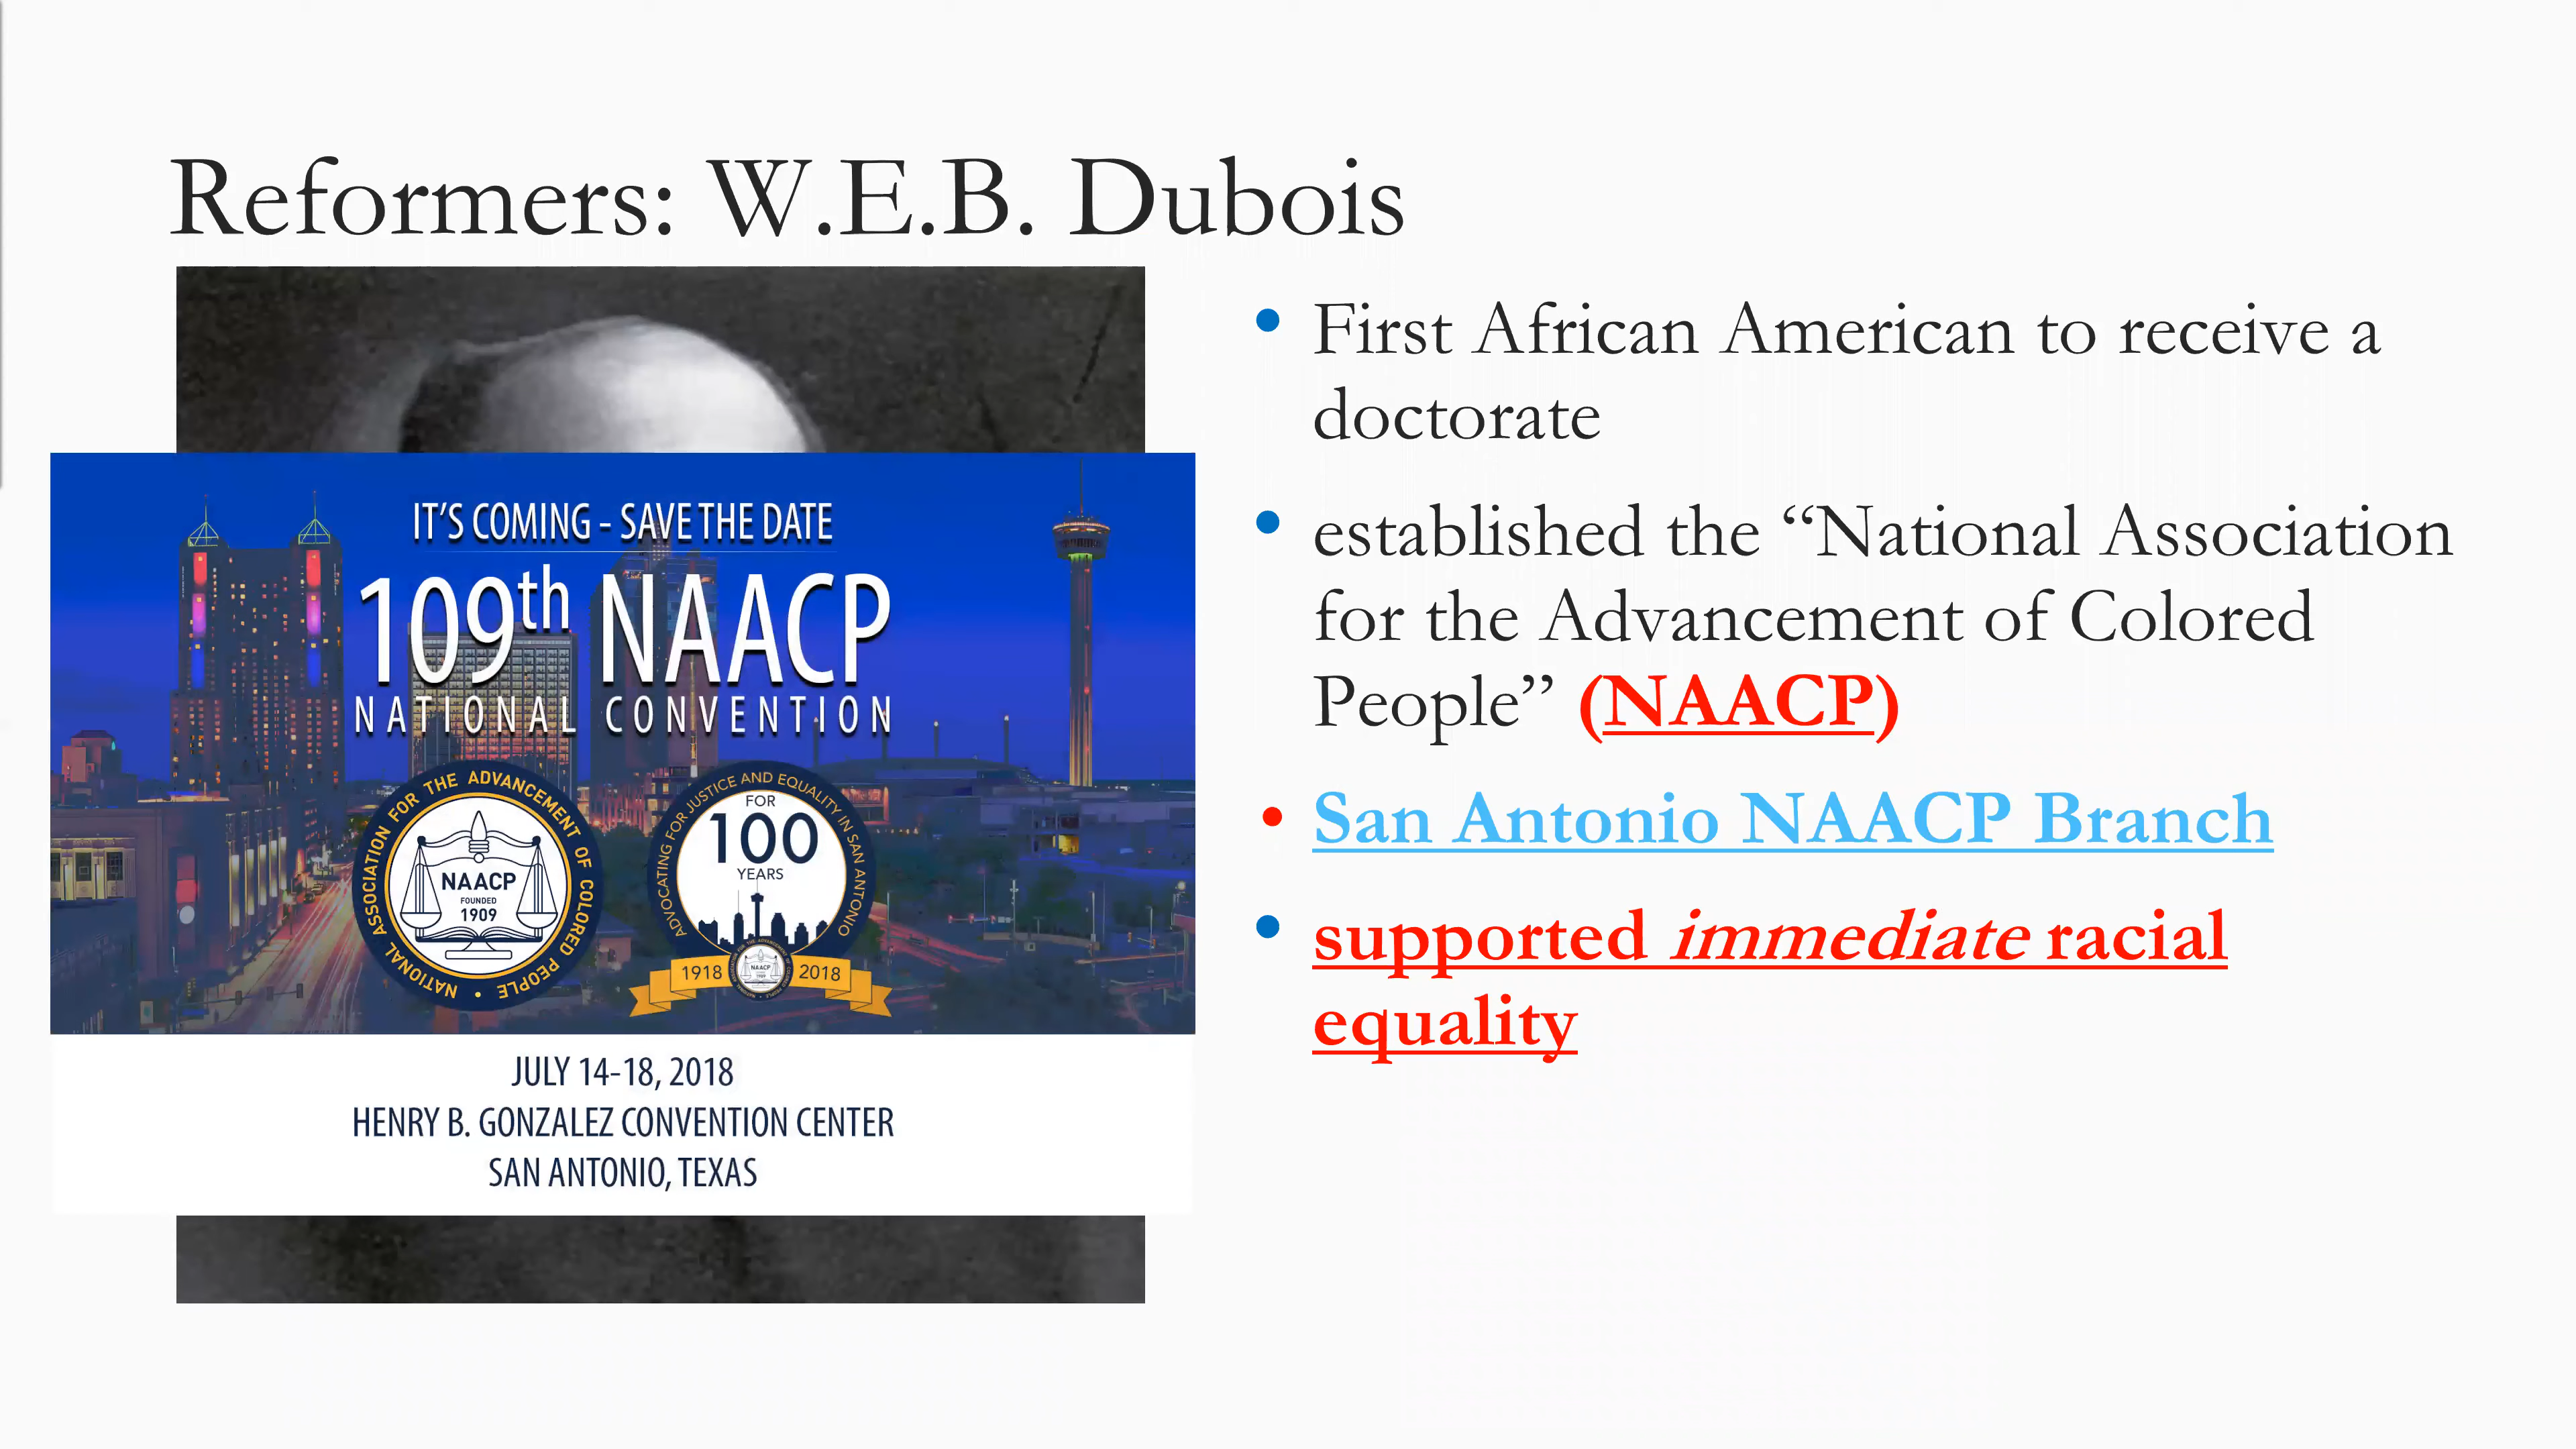 Reformers: W.E.B. Dubois
IT'S COMING - SAVE THE DATE
109th NAACP
NATIONAL CONVENTION
NATIONAL ASSOCIATION FOR THE ADVANCEMENT OF COLORED PEOPLE •
NAACP
FOUNDED
1909
ADVOCATING FOR JUSTICE AND EQUALITY IN SAN ANTONIO
FOR
100
YEARS
1918
NAACP
2018
JULY 14-18, 2018
HENRY B. GONZALEZ CONVENTION CENTER
SAN ANTONIO, TEXAS
• First African American to receive a
doctorate
• established the “National Association
for the Advancement of Colored
People” (NAACP)
• San Antonio NAACP Branch
• supported immediate racial
equality